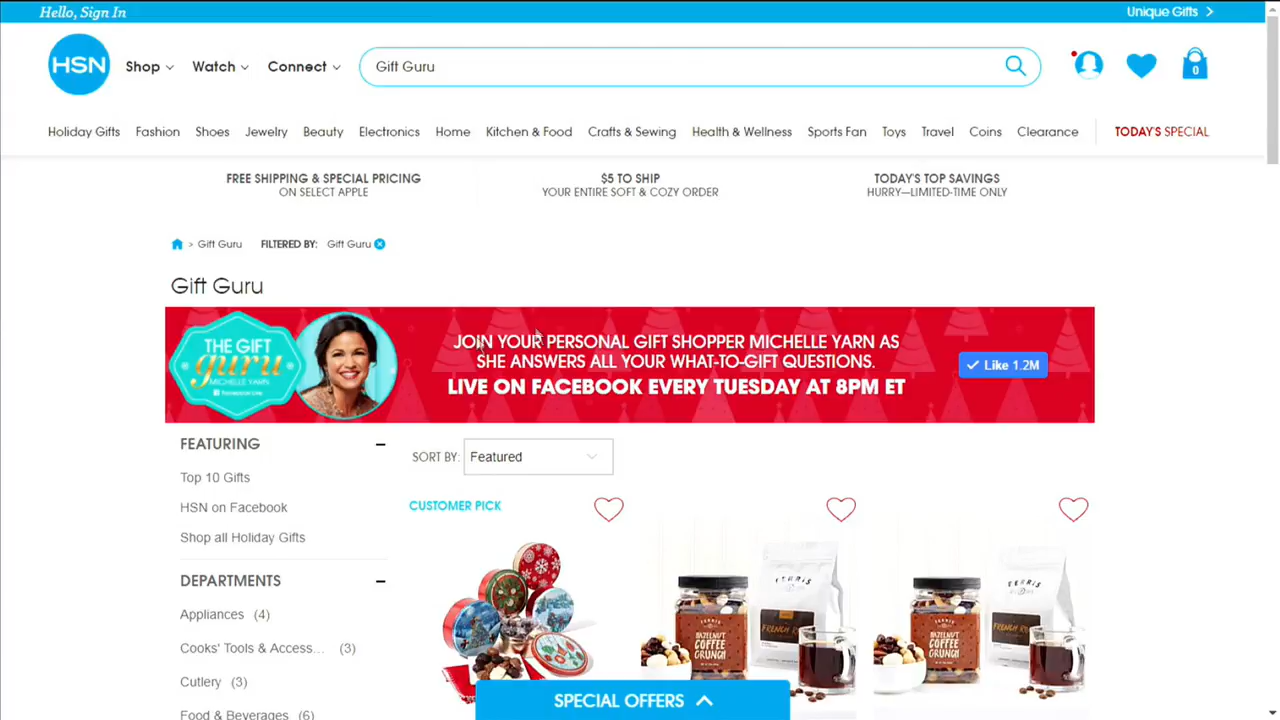 Hello, Sign In
Unique Gifts
HSN
Shop
Watch
Connect
Gift Guru
0
Holiday Gifts
Fashion
Shoes
Jewelry
Beauty
Electronics
Home
Kitchen & Food
Crafts & Sewing
Health & Wellness
Sports Fan
Toys
Travel
Coins
Clearance
TODAY'S SPECIAL
FREE SHIPPING & SPECIAL PRICING
ON SELECT APPLE
$5 TO SHIP
YOUR ENTIRE SOFT & COZY ORDER
TODAY'S TOP SAVINGS
HURRY—LIMITED-TIME ONLY
> Gift Guru
FILTERED BY: Gift Guru
Gift Guru
THE GIFT
guru
MICHELLE YARN
JOIN YOUR PERSONAL GIFT SHOPPER MICHELLE YARN AS
SHE ANSWERS ALL YOUR WHAT-TO-GIFT QUESTIONS.
LIVE ON FACEBOOK EVERY TUESDAY AT 8PM ET
Like 1.2M
FEATURING
Top 10 Gifts
HSN on Facebook
Shop all Holiday Gifts
DEPARTMENTS
Appliances (4)
Cooks' Tools & Access... (3)
Cutlery (3)
Food & Beverages (6)
SORT BY: Featured
CUSTOMER PICK
FERRIS
HAZELNUT
COFFEE
CRUNCH
FERRIS
HAZELNUT
COFFEE
CRUNCH
FERRIS
SPECIAL OFFERS